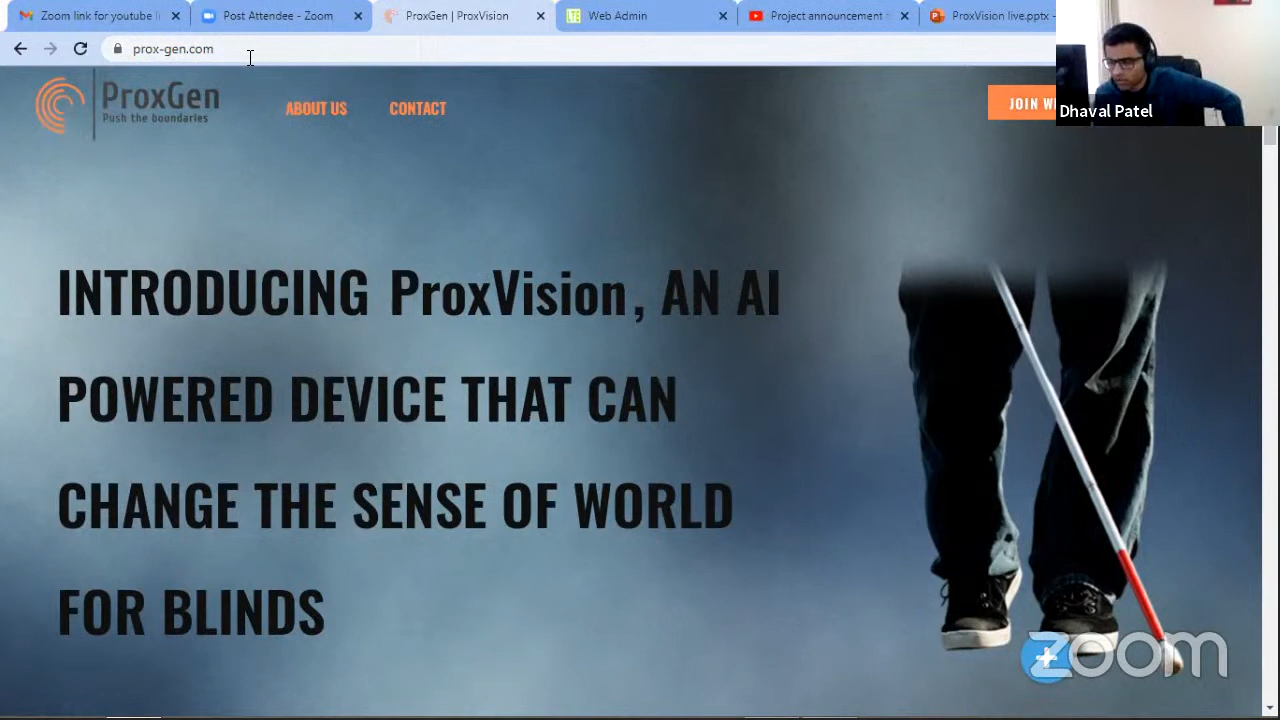 Zoom link for youtube li
Post Attendee - Zoom
ProxGen | ProxVision
Web Admin
Project announcement
ProxVision live.pptx -
prox-gen.com
ProxGen
Push the boundaries
ABOUT US
CONTACT
JOIN W
Dhaval Patel
INTRODUCING ProxVision, AN AI
POWERED DEVICE THAT CAN
CHANGE THE SENSE OF WORLD
FOR BLINDS
zoom